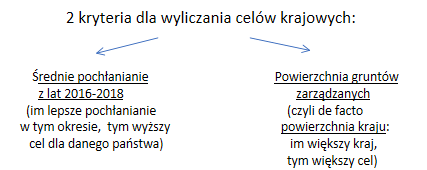 2 kryteria dla wyliczania celów krajowych:
Średnie pochłanianie
z lat 2016-2018
(im lepsze pochłanianie
w tym okresie, tym wyższy
cel dla danego państwa)
Powierzchnia gruntów
zarządzanych
(czyli de facto
powierzchnia kraju:
im większy kraj,
tym większy cel)